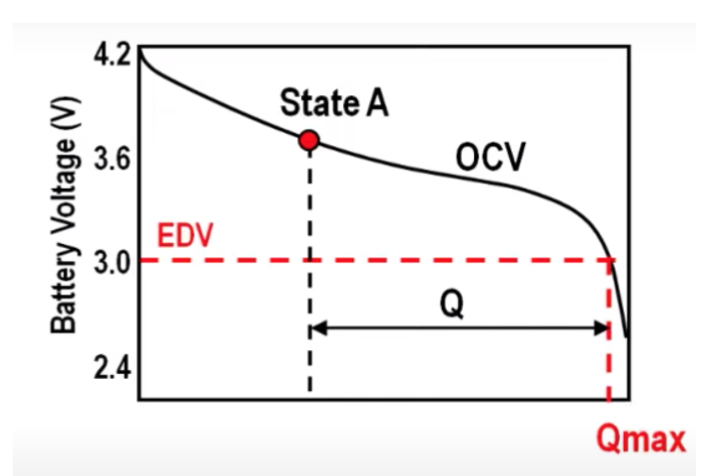 4.2
State A
3.6
OCV
Battery Voltage (V)
EDV
3.0
Q
2.4
Qmax